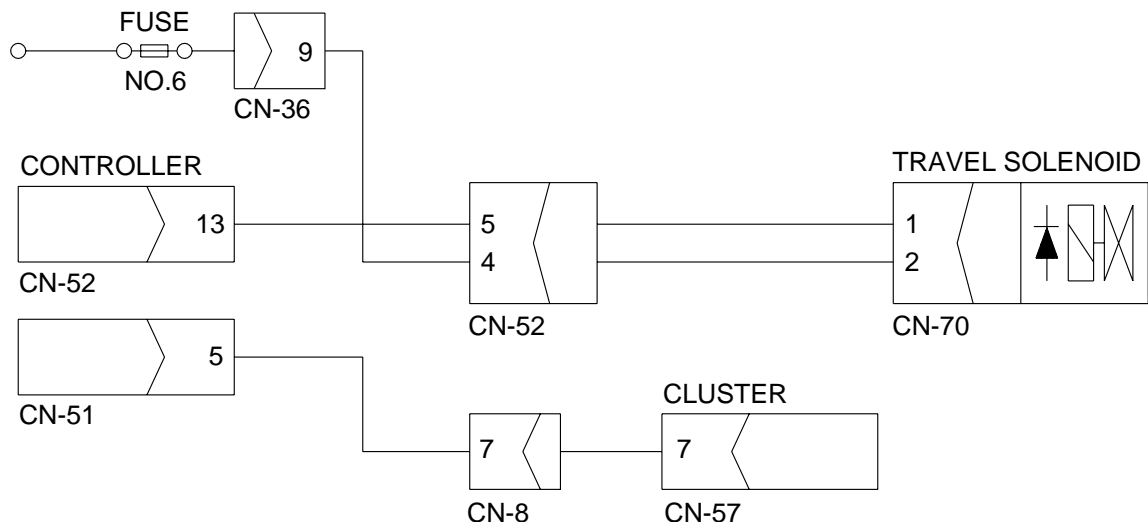 FUSE
NO.6
9
CN-36
CONTROLLER
13
CN-52
5
4
CN-52
TRAVEL SOLENOID
1
2
CN-70
5
CN-51
7
CN-8
CLUSTER
7
CN-57